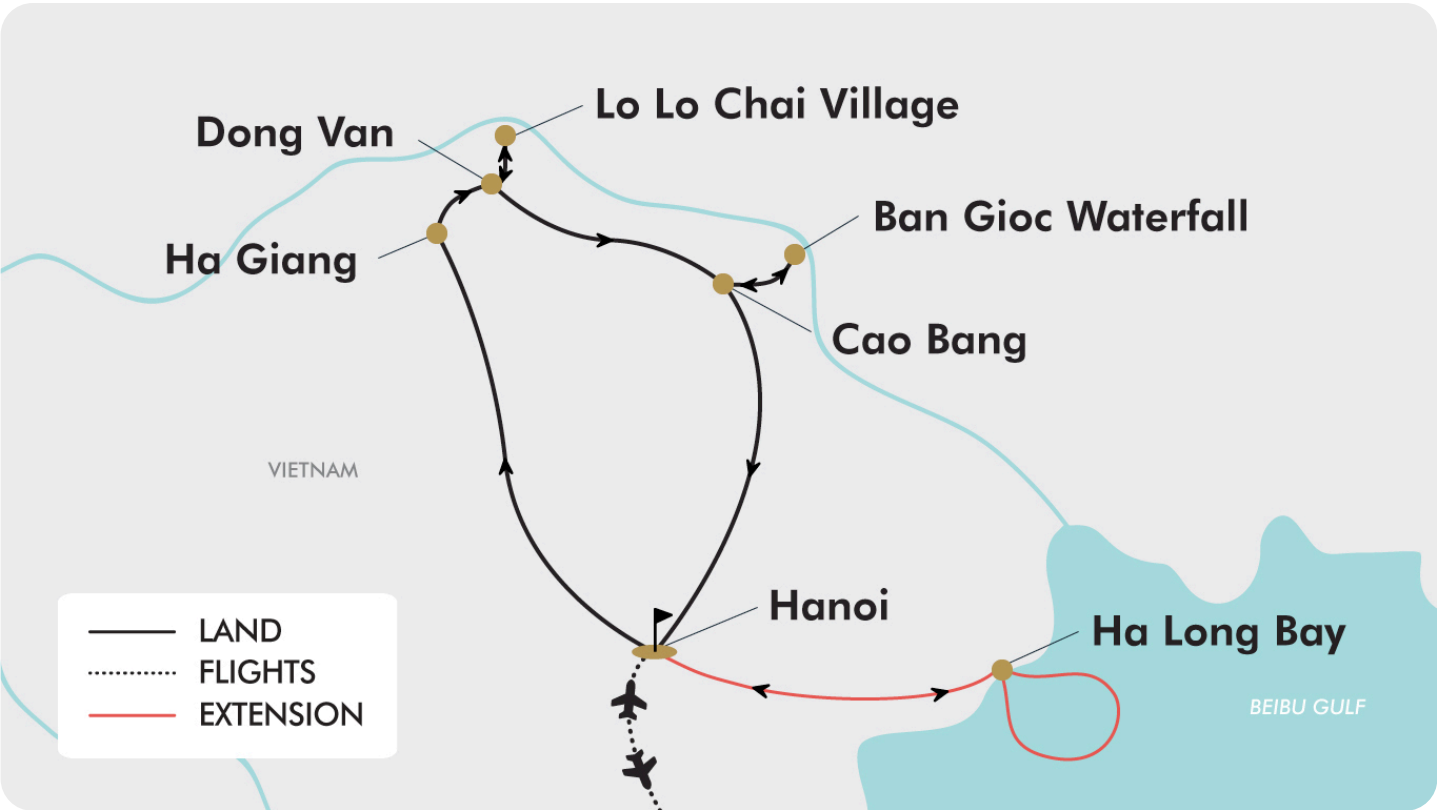 Lo Lo Chai Village
Dong Van
Ban Gioc Waterfall
Ha Giang
Cao Bang
VIETNAM
Hanoi
Ha Long Bay
BEIBU GULF
LAND
FLIGHTS
EXTENSION